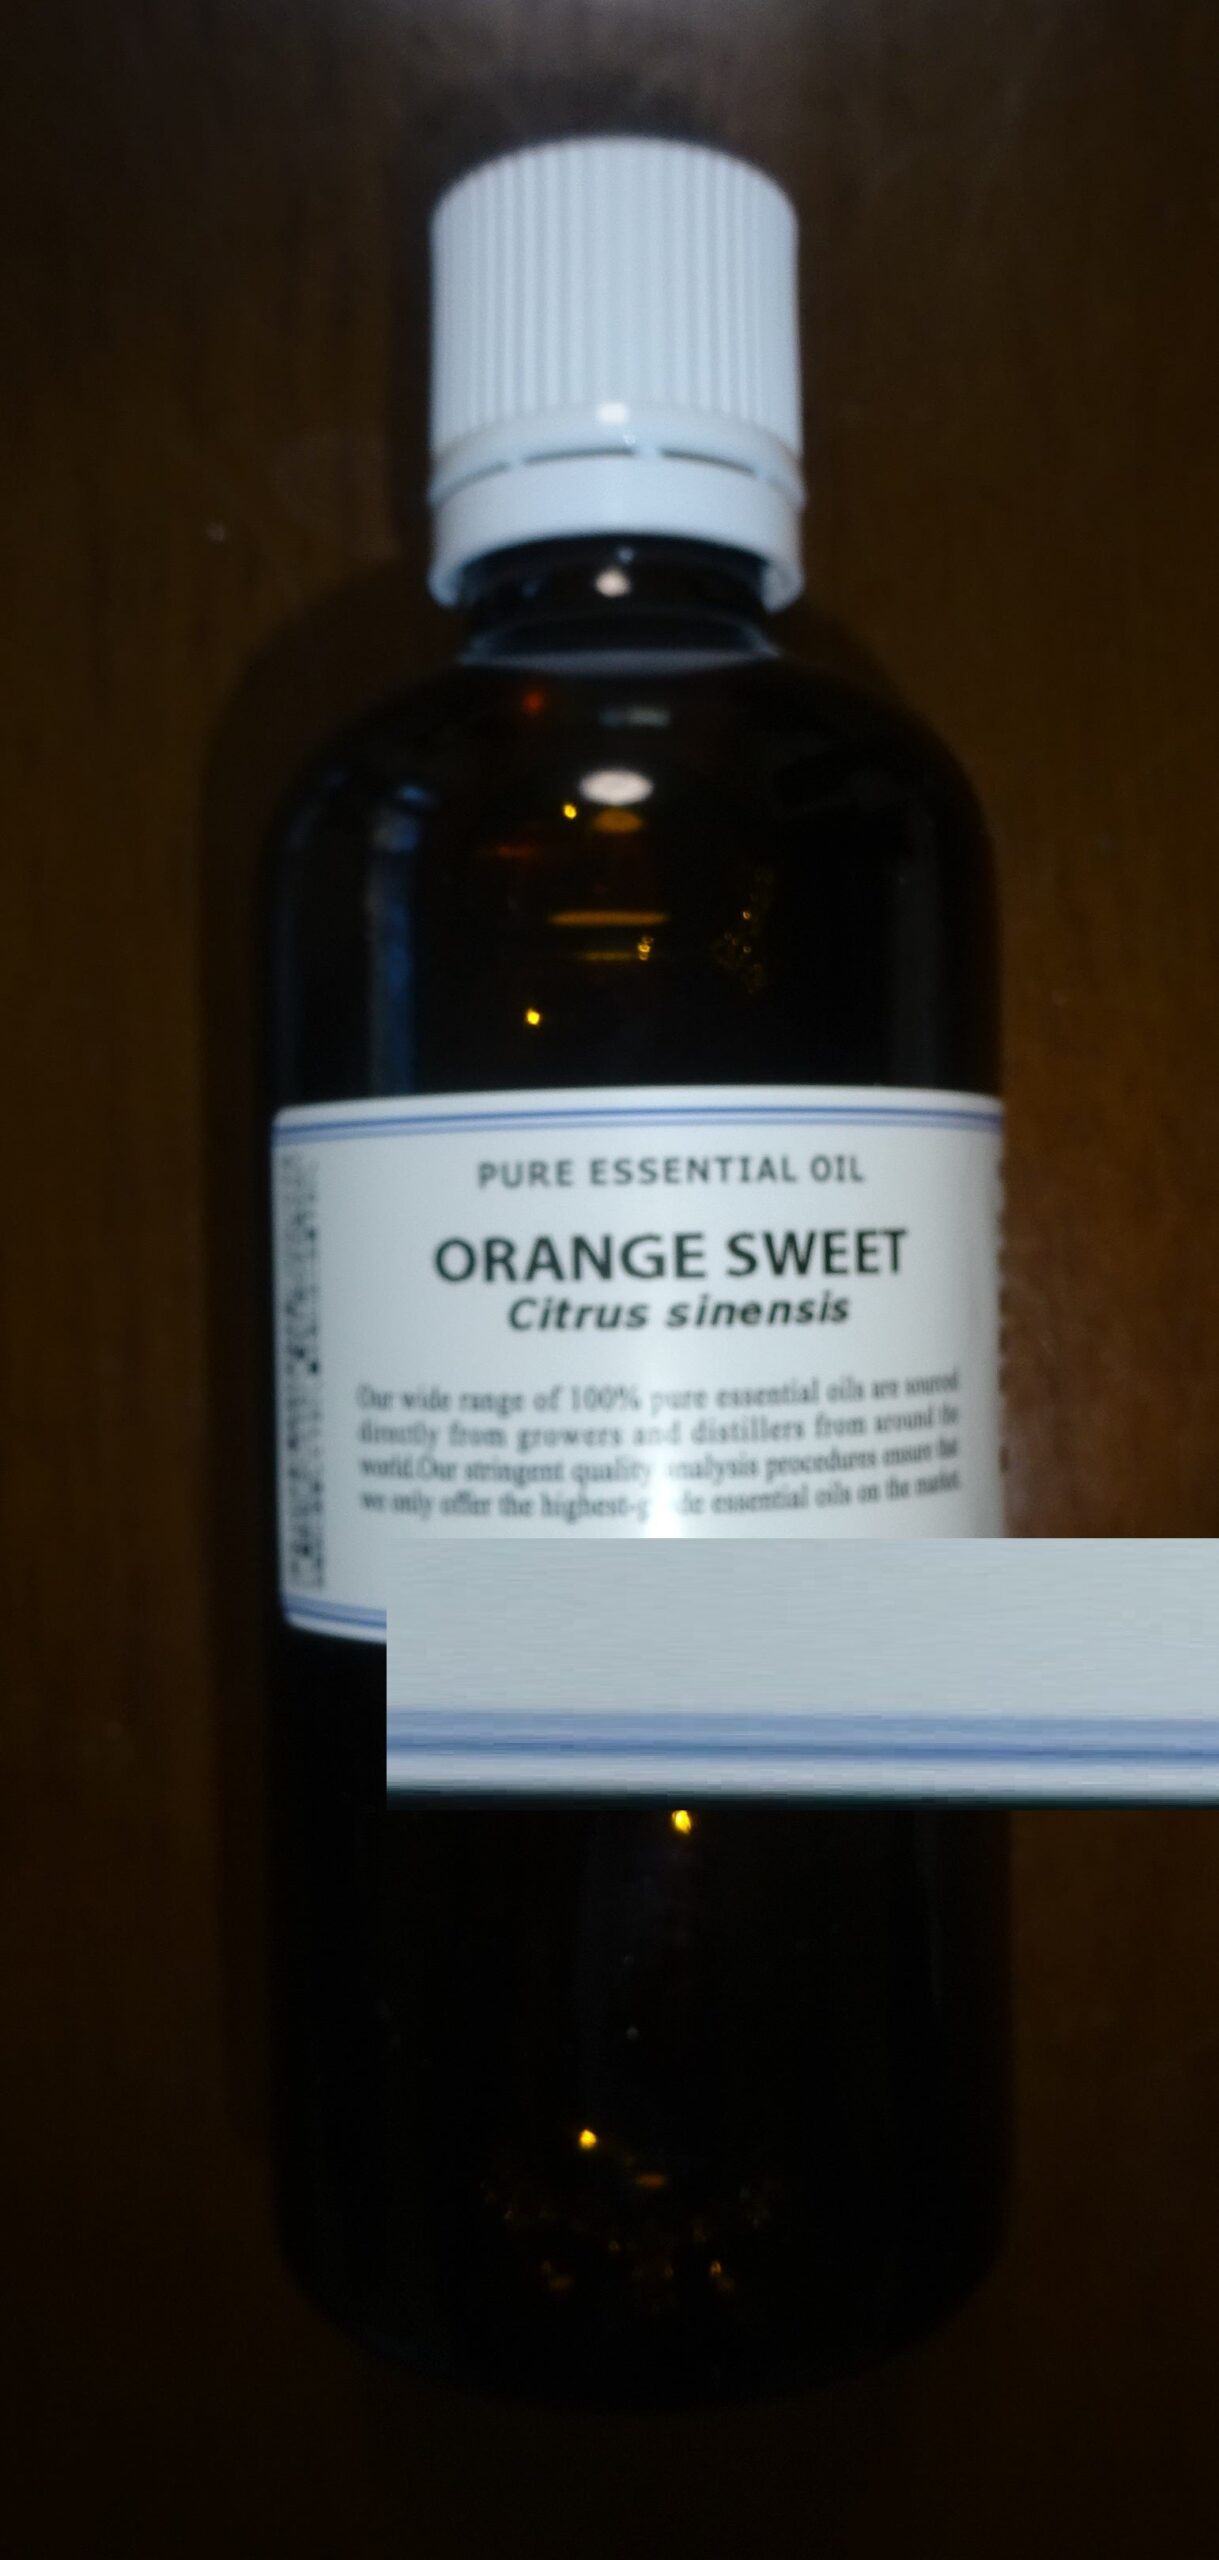 PURE ESSENTIAL OIL
ORANGE SWEET
Citrus sinensis
Our wide range of 100% pure essential oils are sourced
directly from growers and distillers from around the
world.Our stringent quality analysis procedures ensure that
we only offer the highest-grade essential oils on the market.